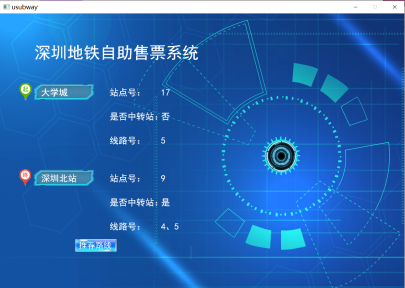 usubway
深圳地铁自助售票系统
起 大学城
站点号： 17
是否中转站：否
线路号： 5
终 深圳北站
站点号： 9
是否中转站：是
线路号： 4、5
推荐路线